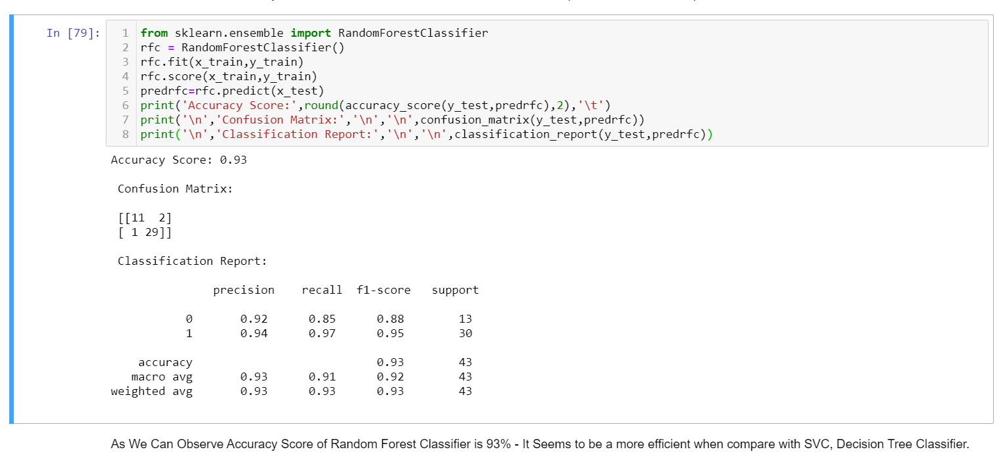 In [79]:
1 from sklearn.ensemble import RandomForestClassifier
2 rfc = RandomForestClassifier()
3 rfc.fit(x_train,y_train)
4 rfc.score(x_train,y_train)
5 predrfc=rfc.predict(x_test)
6 print('Accuracy Score:',round(accuracy_score(y_test,predrfc),2),'\t')
7 print('\n','Confusion Matrix:','\n','\n',confusion_matrix(y_test,predrfc))
8 print('\n','Classification Report:','\n','\n',classification_report(y_test,predrfc))
Accuracy Score: 0.93
Confusion Matrix:
[[11  2]
[ 1 29]]
Classification Report:
precision recall f1-score support
0 0.92 0.85 0.88 13
1 0.94 0.97 0.95 30
accuracy 0.93 43
macro avg 0.93 0.91 0.92 43
weighted avg 0.93 0.93 0.93 43
As We Can Observe Accuracy Score of Random Forest Classifier is 93% - It Seems to be a more efficient when compare with SVC, Decision Tree Classifier.